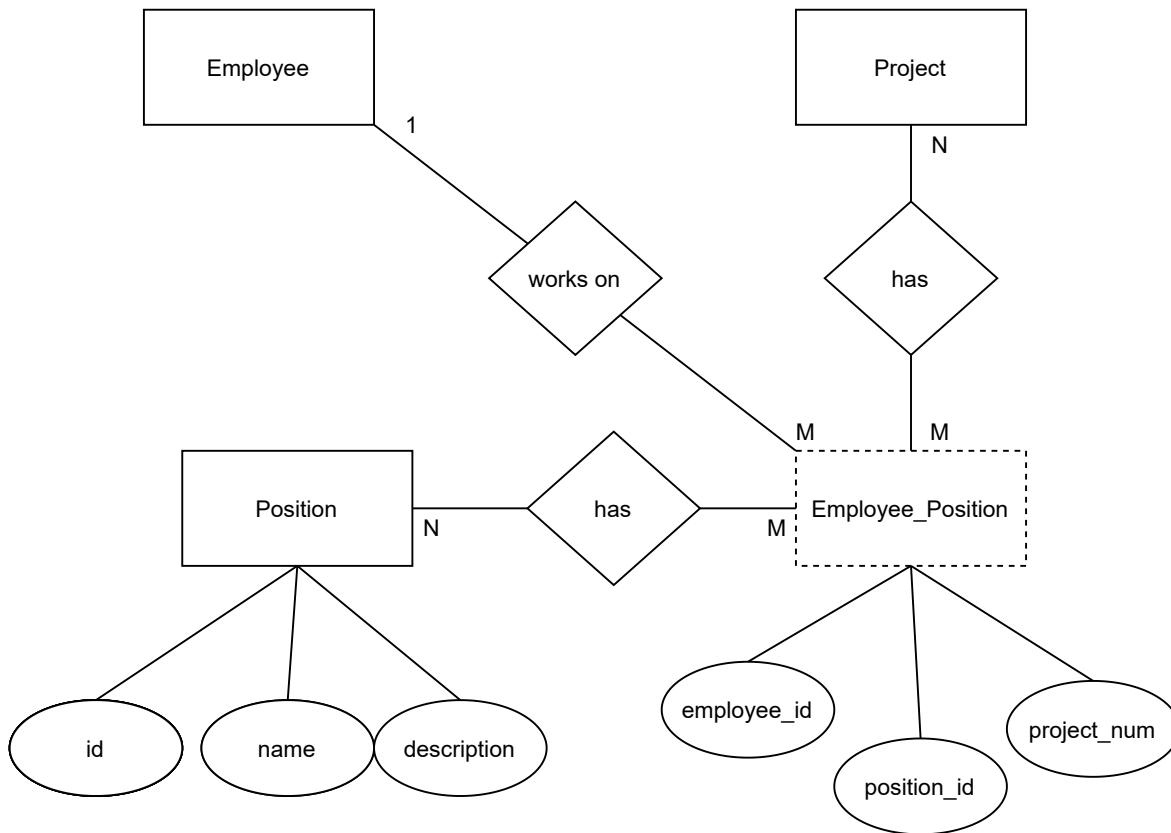 Employee
Project
1
N
works on
has
M
M
Position
has
Employee_Position
N
M
employee_id
project_num
id
name
description
position_id